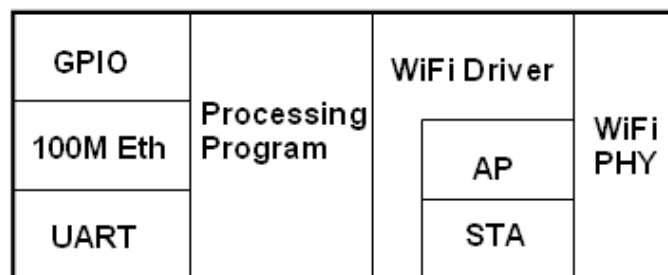 GPIO
100M Eth
UART
Processing
Program
WiFi Driver
AP
STA
WiFi
PHY